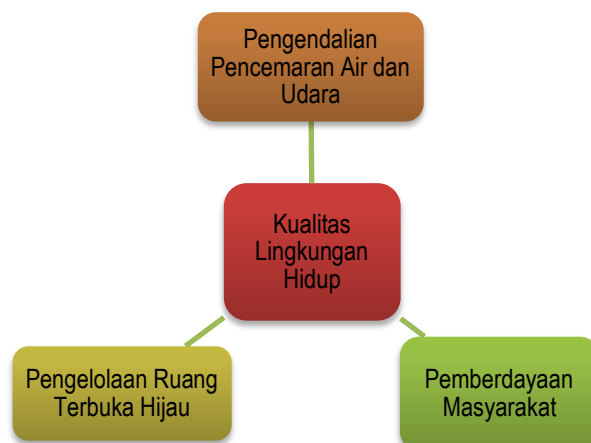 Pengendalian
Pencemaran Air dan
Udara
Kualitas
Lingkungan
Hidup
Pengelolaan Ruang
Terbuka Hijau
Pemberdayaan
Masyarakat